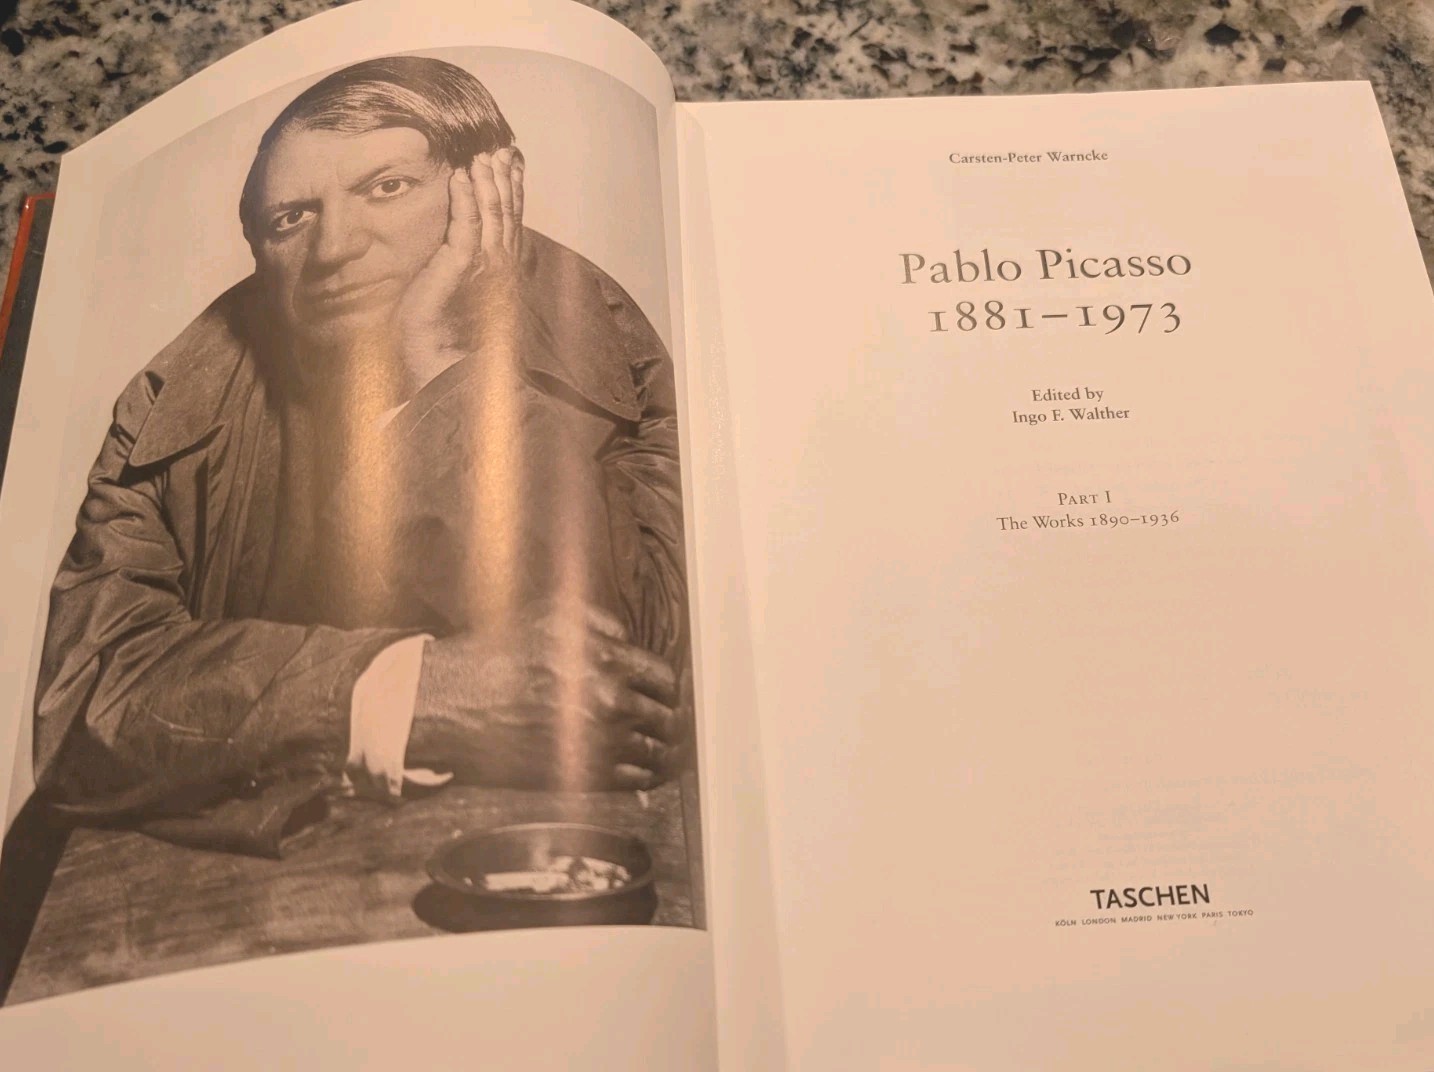 Carsten-Peter Warncke
Pablo Picasso
1881–1973
Edited by
Ingo F. Walther
PART I
The Works 1890–1936
TASCHEN
KÖLN LONDON MADRID NEW YORK PARIS TOKYO